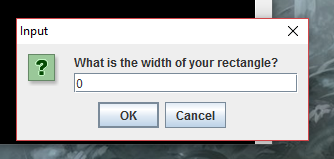 Input
What is the width of your rectangle?
0
OK Cancel